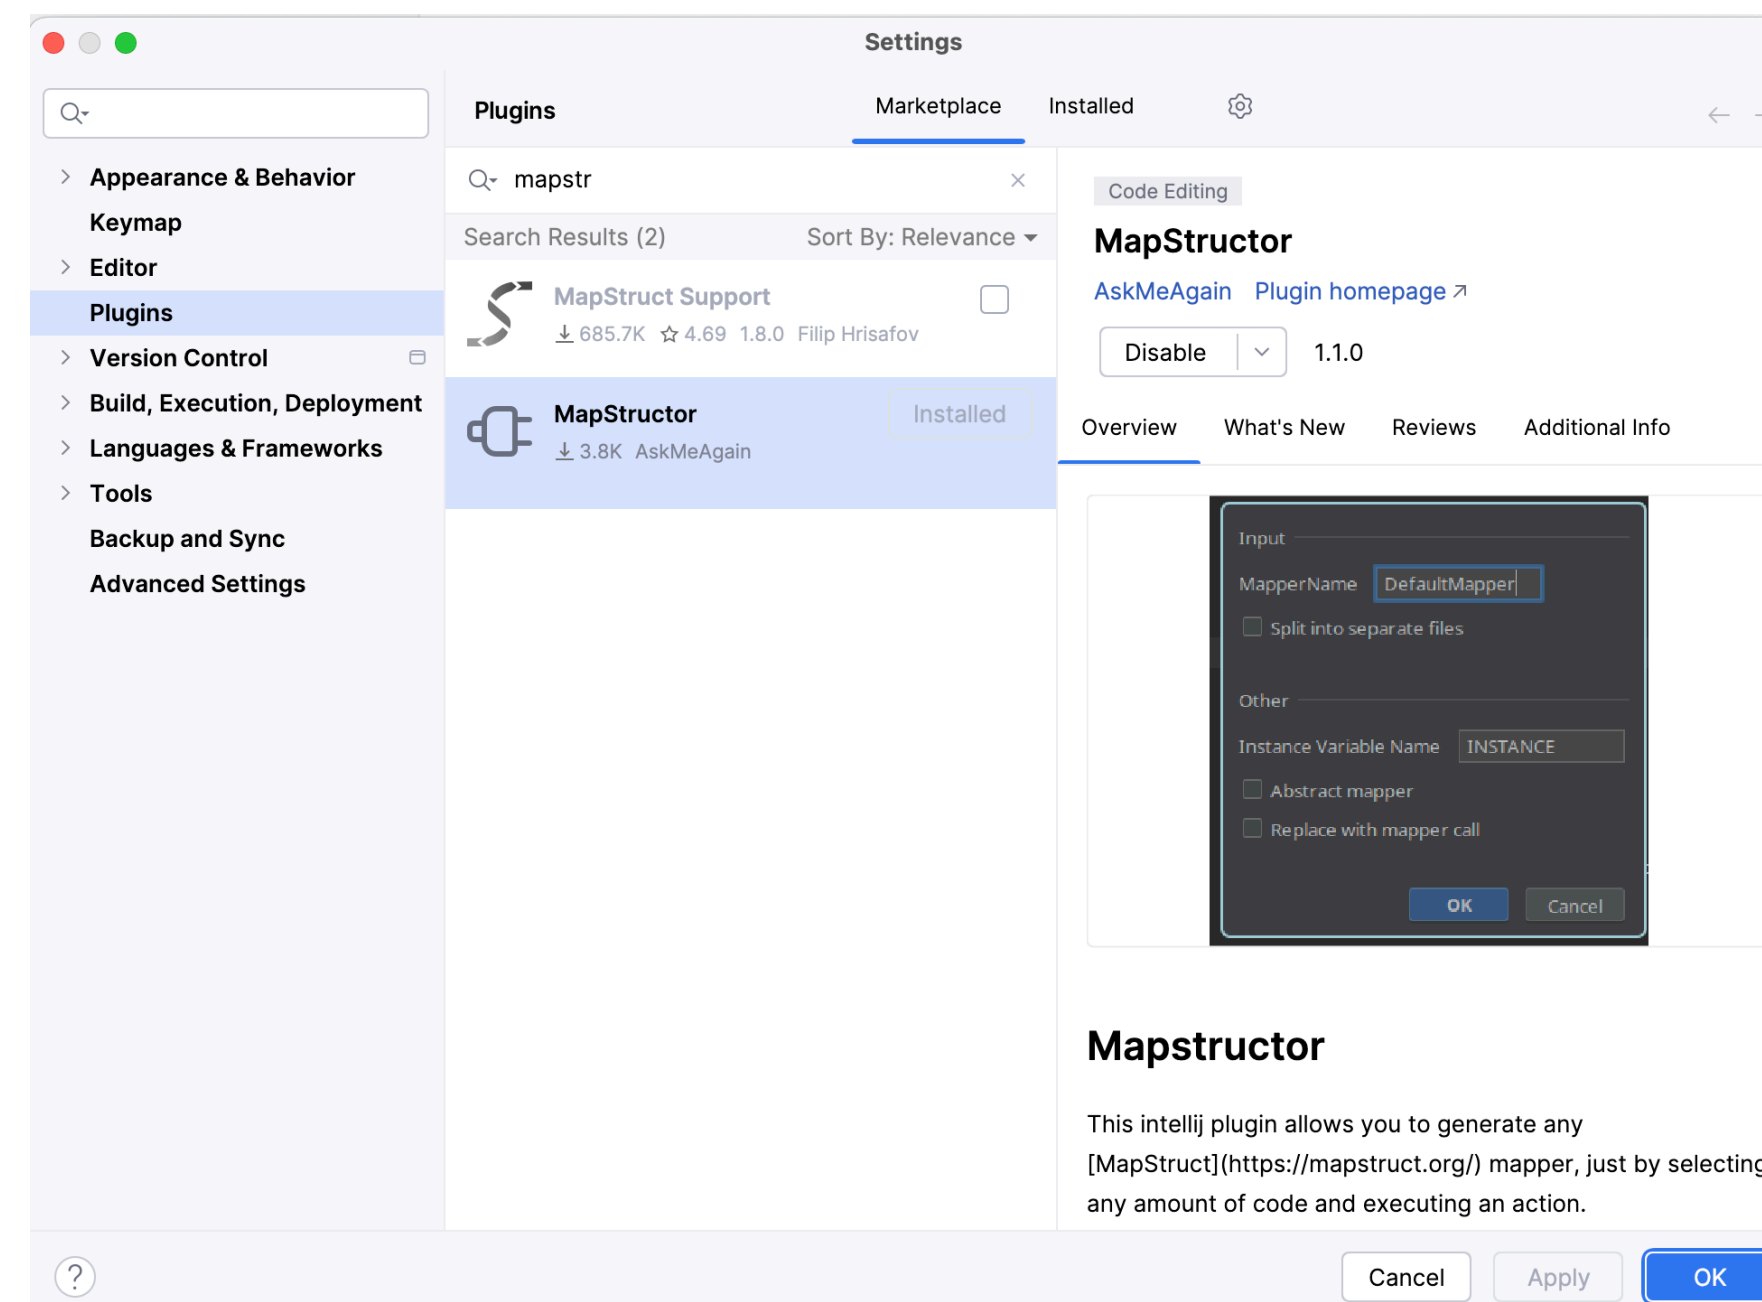 Settings
Plugins
Marketplace
Installed
Appearance & Behavior
Keymap
Editor
Plugins
Version Control
Build, Execution, Deployment
Languages & Frameworks
Tools
Backup and Sync
Advanced Settings
mapstr
Search Results (2)
Sort By: Relevance
MapStruct Support
685.7K 4.69 1.8.0 Filip Hrisafov
MapStructor
Installed
3.8K AskMeAgain
Code Editing
MapStructor
AskMeAgain Plugin homepage
Disable
1.1.0
Overview What's New Reviews Additional Info
Input
MapperName DefaultMapper
Split into separate files
Other
Instance Variable Name INSTANCE
Abstract mapper
Replace with mapper call
OK Cancel
Mapstructor
This intellij plugin allows you to generate any
[MapStruct](https://mapstruct.org/) mapper, just by selecting
any amount of code and executing an action.
?
Cancel Apply OK